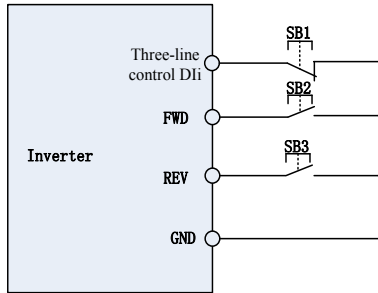 SB1
Three-line
control DIi
SB2
FWD
Inverter
SB3
REV
GND